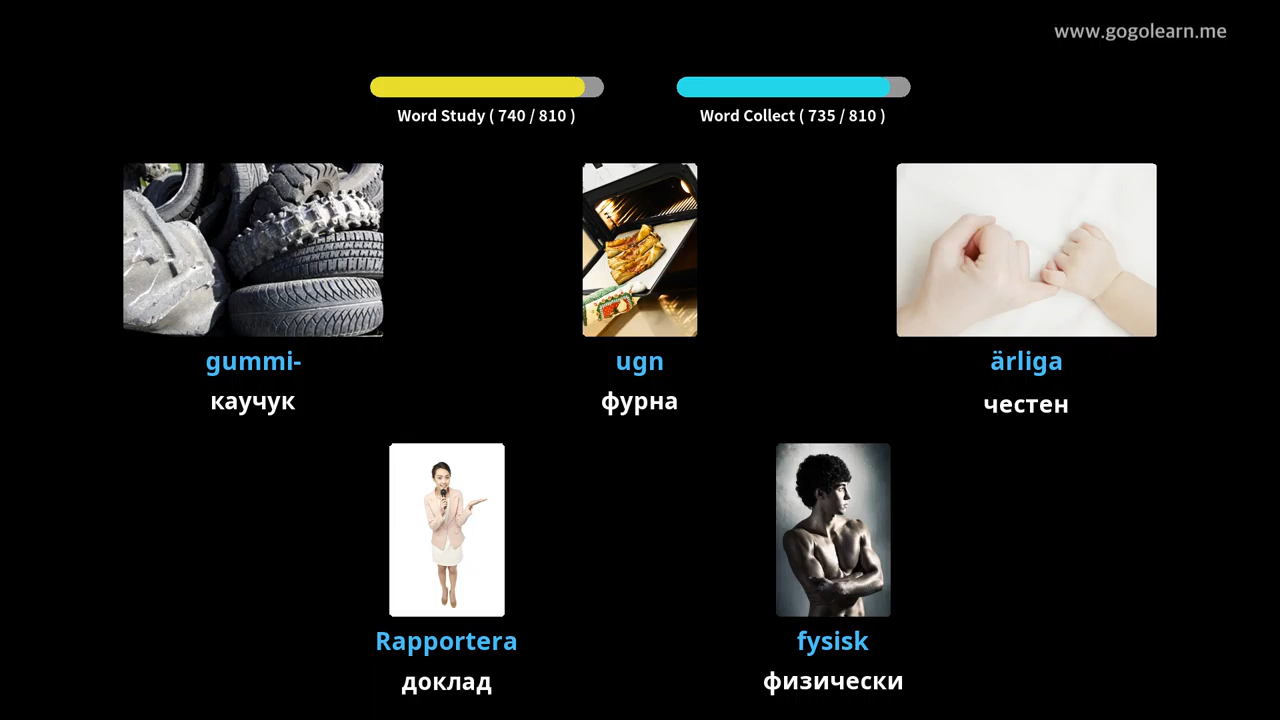 www.gogolearn.me
Word Study ( 740 / 810 )
Word Collect ( 735 / 810 )
gummi-
каучук
ugn
фурна
ärliga
честен
Rapportera
доклад
fysisk
физически